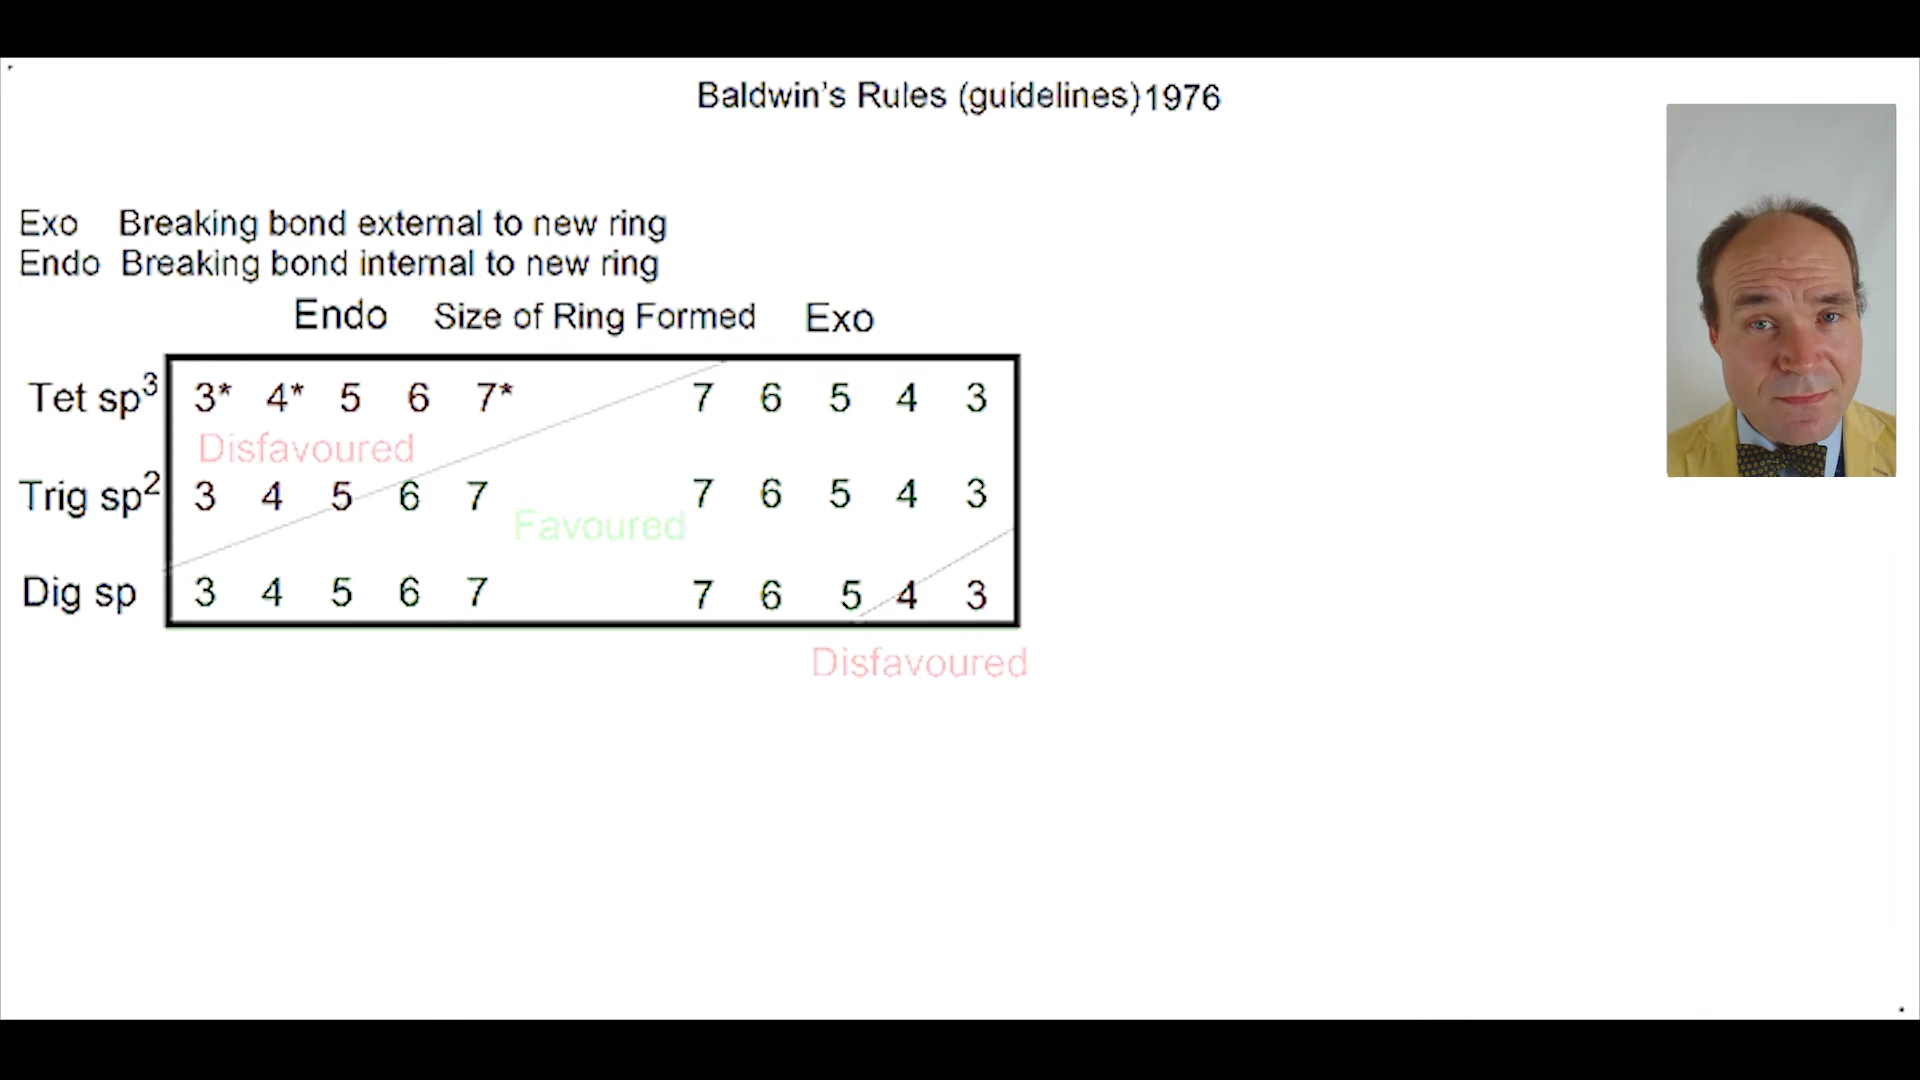 Baldwin's Rules (guidelines) 1976
Exo Breaking bond external to new ring
Endo Breaking bond internal to new ring
Endo Size of Ring Formed Exo
Tet sp³ 3* 4* 5 6 7* 7 6 5 4 3
Disfavoured
Trig sp² 3 4 5 6 7 7 6 5 4 3
Favoured
Dig sp 3 4 5 6 7 7 6 5 4 3
Disfavoured